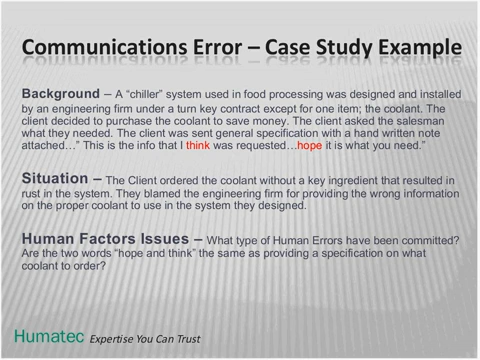 Communications Error – Case Study Example
Background – A “chiller” system used in food processing was designed and installed
by an engineering firm under a turn key contract except for one item; the coolant. The
client decided to purchase the coolant to save money. The client asked the salesman
what they needed. The client was sent general specification with a hand written note
attached…” This is the info that I think was requested…hope it is what you need.”
Situation – The Client ordered the coolant without a key ingredient that resulted in
rust in the system. They blamed the engineering firm for providing the wrong information
on the proper coolant to use in the system they designed.
Human Factors Issues – What type of Human Errors have been committed?
Are the two words “hope and think” the same as providing a specification on what
coolant to order?
Humatec Expertise You Can Trust